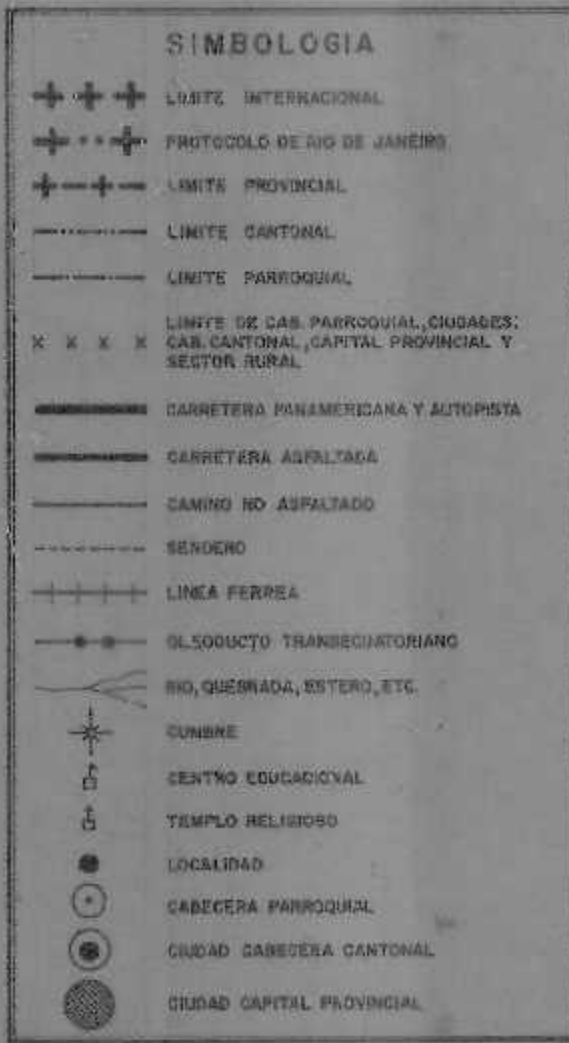 SIMBOLOGIA
LIMITE INTERNACIONAL
PROTOCOLO DE RIO DE JANEIRO
LIMITE PROVINCIAL
LIMITE CANTONAL
LIMITE PARROQUIAL
LIMITE DE CAB. PARROQUIAL, CIUDADES:
CAB. CANTONAL, CAPITAL PROVINCIAL Y
SECTOR RURAL
CARRETERA PANAMERICANA Y AUTOPISTA
CARRETERA ASFALTADA
CAMINO NO ASFALTADO
SENDERO
LINEA FERREA
OLEODUCTO TRANSECUATORIANO
RIO, QUEBRADA, ESTERO, ETC.
CUMBRE
CENTRO EDUCACIONAL
TEMPLO RELIGIOSO
LOCALIDAD
CABECERA PARROQUIAL
CIUDAD CABECERA CANTONAL
CIUDAD CAPITAL PROVINCIAL